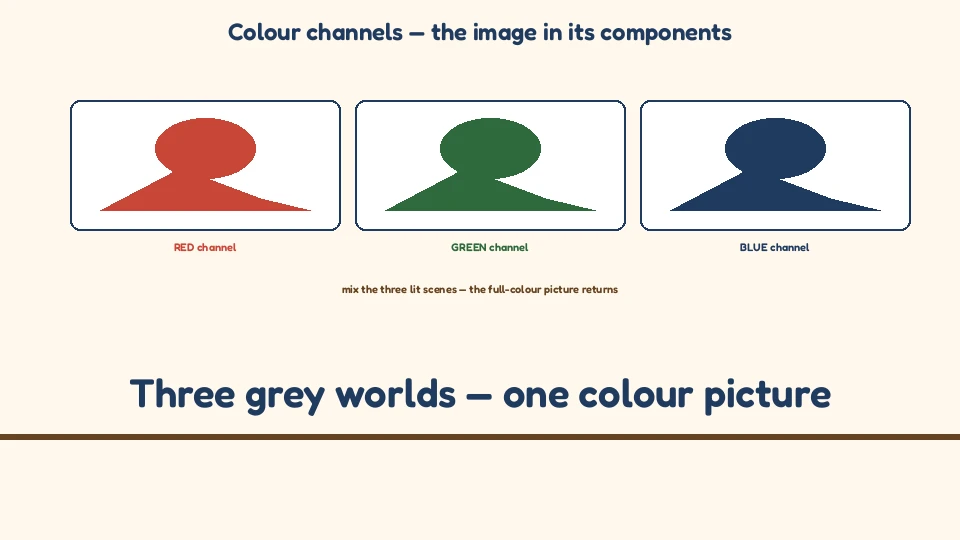 Colour channels — the image in its components
RED channel
GREEN channel
BLUE channel
mix the three lit scenes — the full-colour picture returns
Three grey worlds — one colour picture